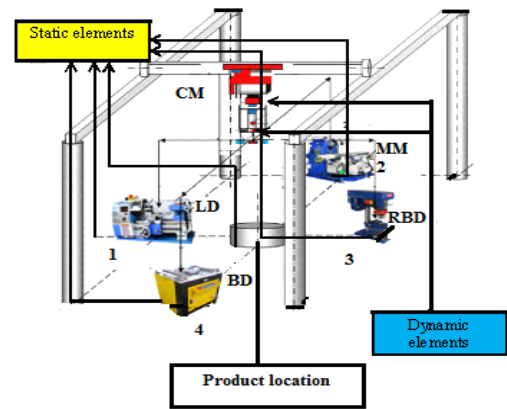 Static elements
CM
MM
2
LD
RBD
1
3
BD
4
Dynamic
elements
Product location